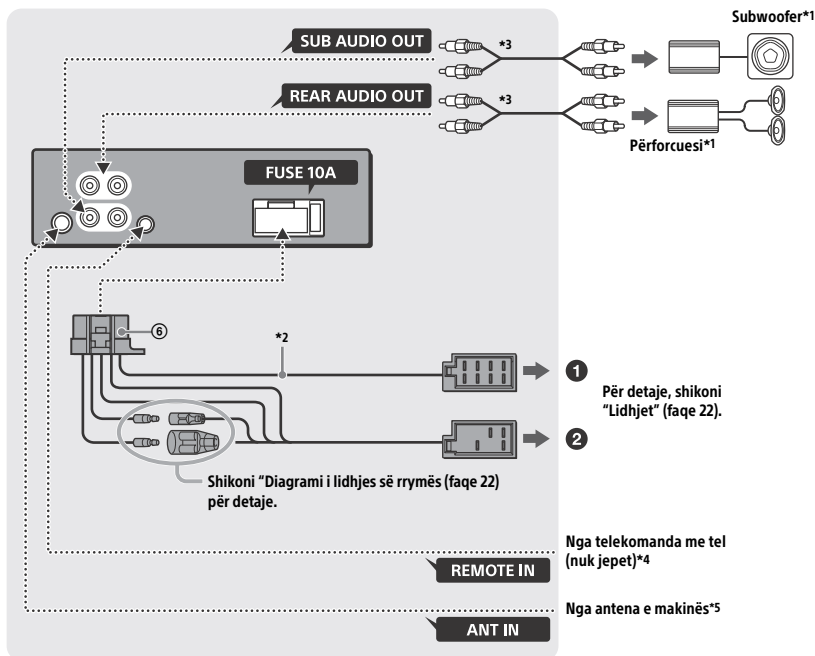 Subwoofer*1
SUB AUDIO OUT
*3
REAR AUDIO OUT
*3
Përforcuesi*1
FUSE 10A
⑥
*2
❶
Për detaje, shikoni
“Lidhjet” (faqe 22).
❷
Shikoni “Diagrami i lidhjes së rrymës (faqe 22)
për detaje.
Nga telekomanda me tel
(nuk jepet)*4
REMOTE IN
Nga antena e makinës*5
ANT IN